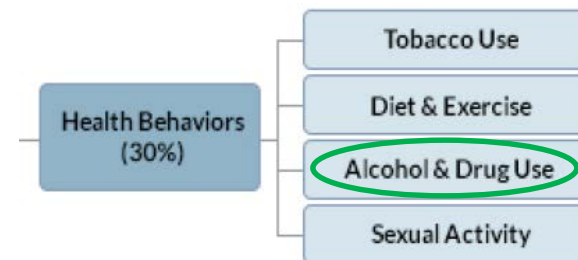 Health Behaviors
(30%)
Tobacco Use
Diet & Exercise
Alcohol & Drug Use
Sexual Activity